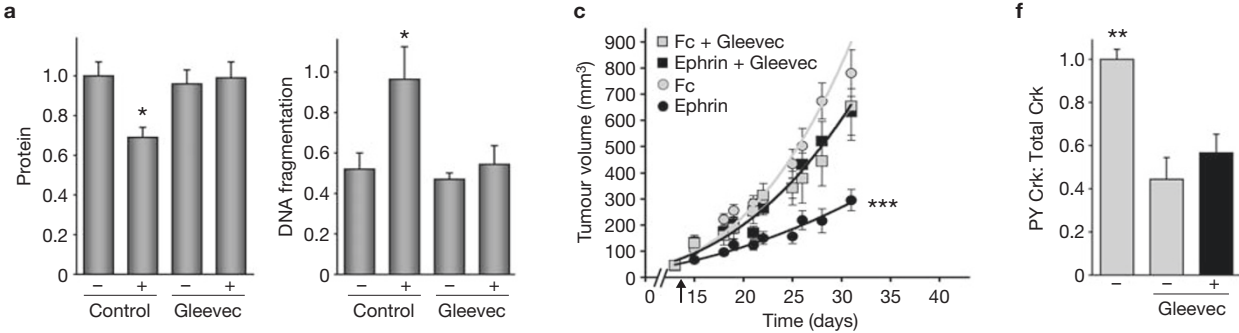 a
Protein
1.0
0.8
0.6
0.4
0.2
0
*
− + − +
Control Gleevec
DNA fragmentation
1.0
0.8
0.6
0.4
0.2
0
*
− + − +
Control Gleevec
c
Tumour volume (mm³)
900
800
700
600
500
400
300
200
100
0
Fc + Gleevec
Ephrin + Gleevec
Fc
Ephrin
***
0 15 20 25 30 35 40
Time (days)
f
PY Crk: Total Crk
1.0
0.8
0.6
0.4
0.2
0
**
− − +
Gleevec